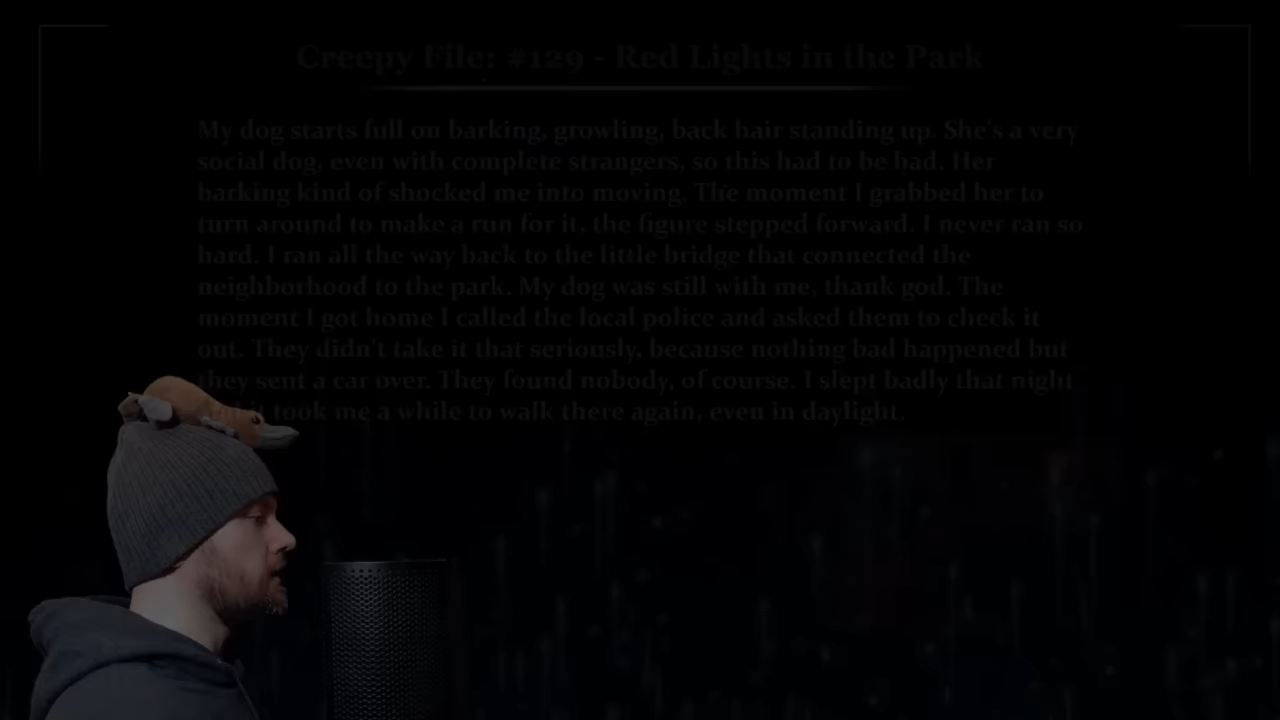 Creepy File: #129 - Red Lights in the Park
My dog starts full on barking, growling, back hair standing up. She's a very
social dog, even with complete strangers, so this had to be bad. Her
barking kind of shocked me into moving. The moment I grabbed her to
turn around to make a run for it, the figure stepped forward. I never ran so
hard. I ran all the way back to the little bridge that connected the
neighborhood to the park. My dog was still with me, thank god. The
moment I got home I called the local police and asked them to check it
out. They didn't take it that seriously, because nothing bad happened but
they sent a car over. They found nobody, of course. I slept badly that night
took me a while to walk there again, even in daylight.